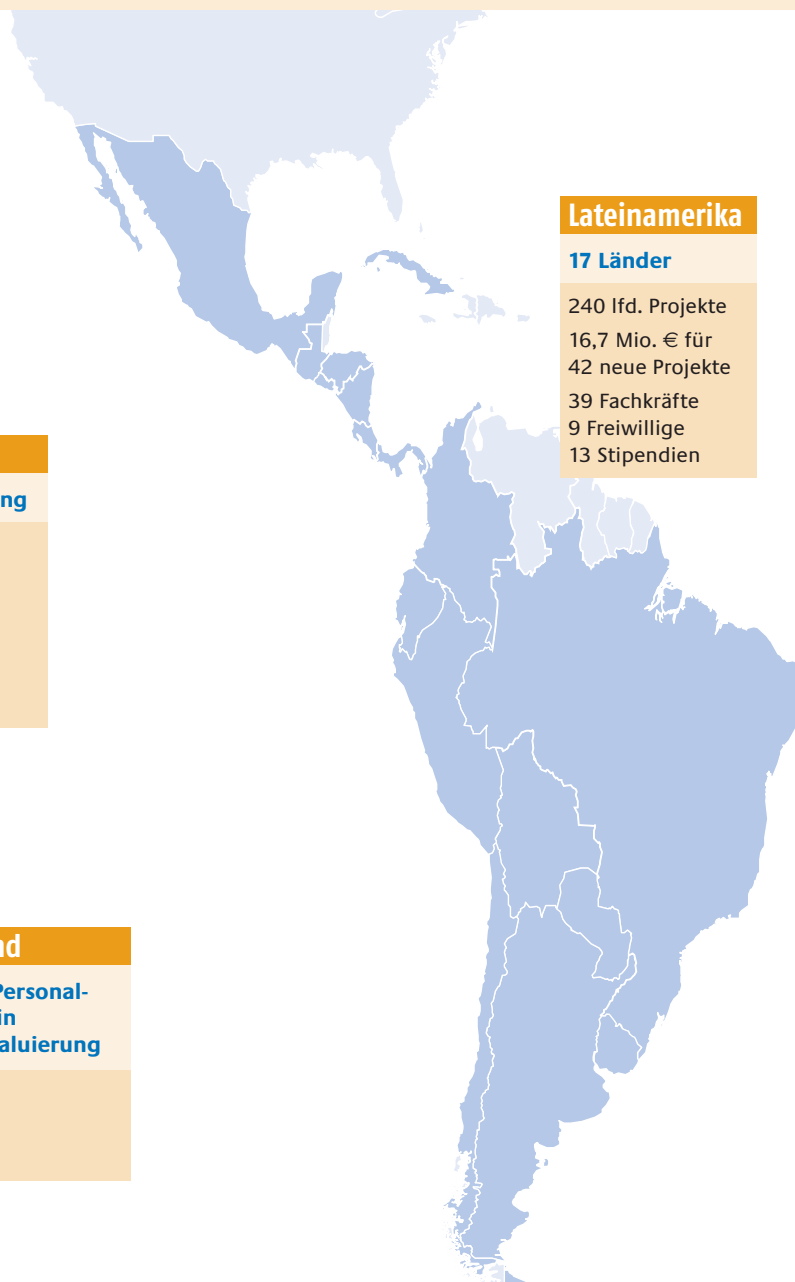 Lateinamerika
17 Länder
240 lfd. Projekte
16,7 Mio. € für
42 neue Projekte
39 Fachkräfte
9 Freiwillige
13 Stipendien
ng
nd
Personal-
in
aluierung